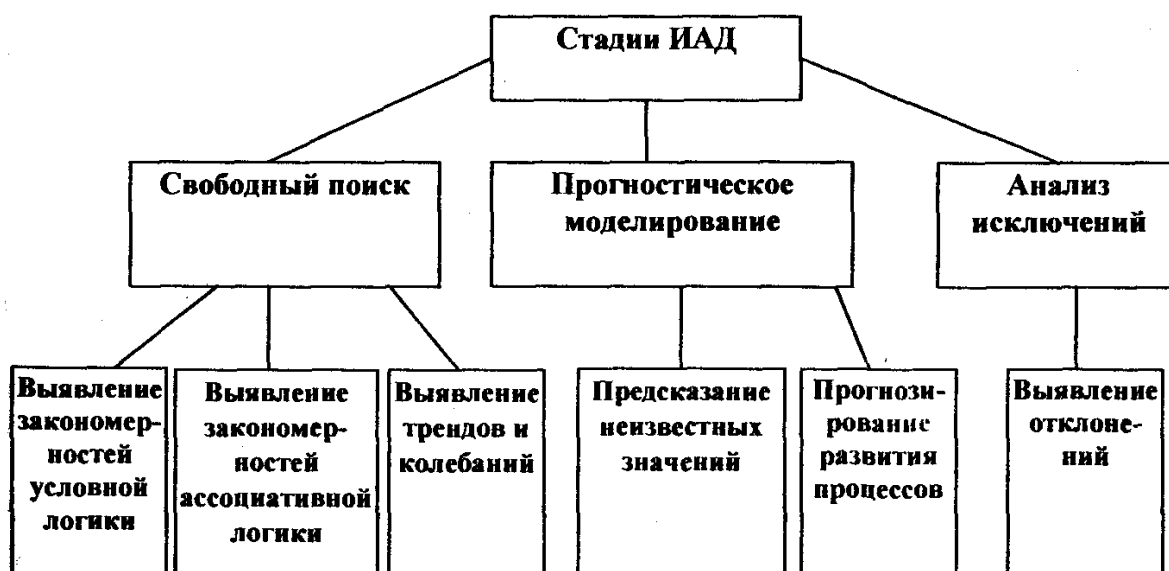 Стадии ИАД
Свободный поиск
Прогностическое
моделирование
Анализ
исключений
Выявление
закономер-
ностей
условной
логики
Выявление
закономер-
ностей
ассоциативной
логики
Выявление
трендов и
колебаний
Предсказание
неизвестных
значений
Прогнози-
рование
развития
процессов
Выявление
отклоне-
ний